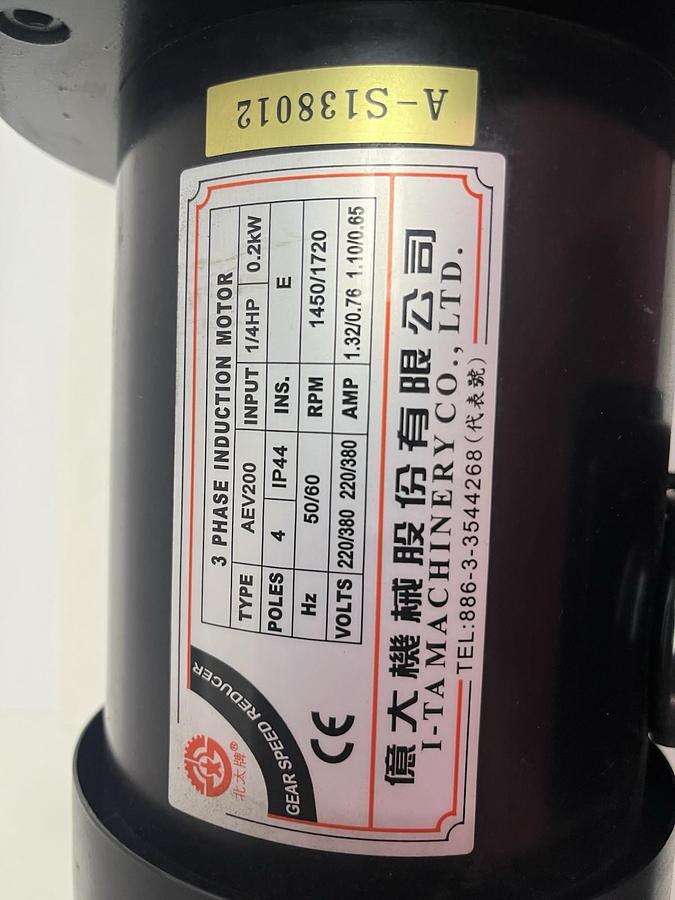 A-S138012
3 PHASE INDUCTION MOTOR
TYPE AEV200 INPUT 1/4HP 0.2kW
POLES 4 IP44 INS. E
Hz 50/60 RPM 1450/1720
VOLTS 220/380 220/380 AMP 1.32/0.76 1.10/0.65
北太牌®
GEAR SPEED REDUCER
CE
億大機械股份有限公司
I-TA MACHINERY CO., LTD.
TEL:886-3-3544268(代表號)